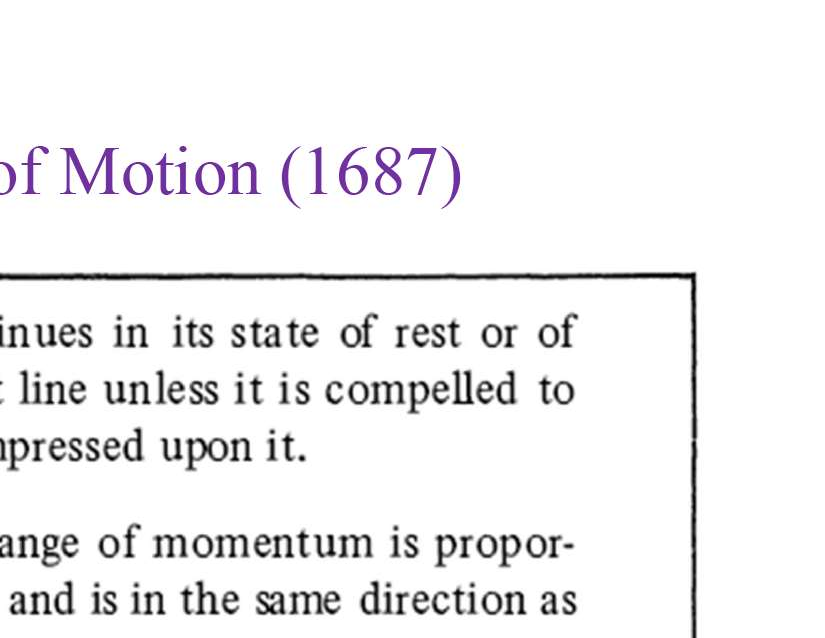 of Motion (1687)
inues in its state of rest or of
line unless it is compelled to
pressed upon it.
ange of momentum is propor-
and is in the same direction as